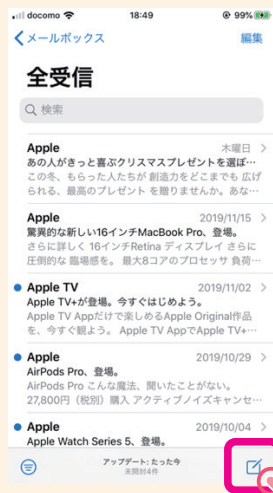 docomo 18:49 99%
メールボックス 編集
全受信
検索
Apple 木曜日
あの人がきっと喜ぶクリスマスプレゼントを選ぼ…
この冬、もらった人たちが 創造力をどこまでも 広げ
られる、最高のプレゼント を贈りませんか。あな…
Apple 2019/11/15
驚異的な新しい16インチMacBook Pro、登場。
さらに詳しく 16インチRetina ディスプレイ さらに
圧倒的な 臨場感を。 最大8コアのプロセッサ 負荷…
Apple TV 2019/11/02
Apple TV+が登場。今すぐはじめよう。
Apple TV Appだけで楽しめるApple Original作品
を、今すぐ観よう。 Apple TV AppでApple TV+…
Apple 2019/10/29
AirPods Pro、登場。
AirPods Pro こんな魔法、聞いたことがない。
27,800円（税別）購入 アクティブノイズキャンセ…
Apple 2019/10/04
Apple Watch Series 5、登場。
アップデート: たった今
未開封4件